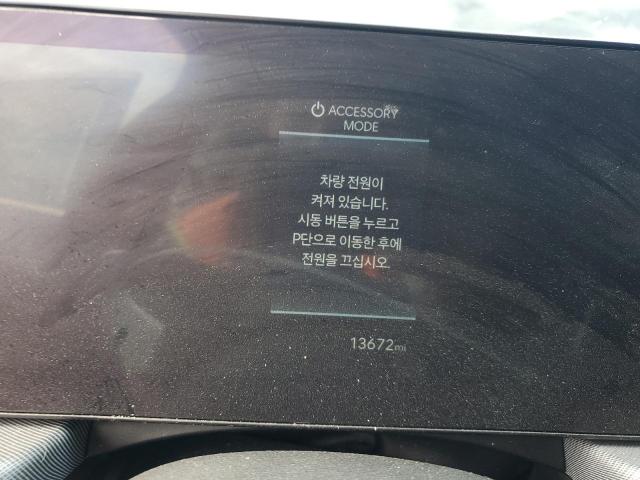 ACCESSORY
MODE
차량 전원이
켜져 있습니다.
시동 버튼을 누르고
P단으로 이동한 후에
전원을 끄십시오.
13672mi